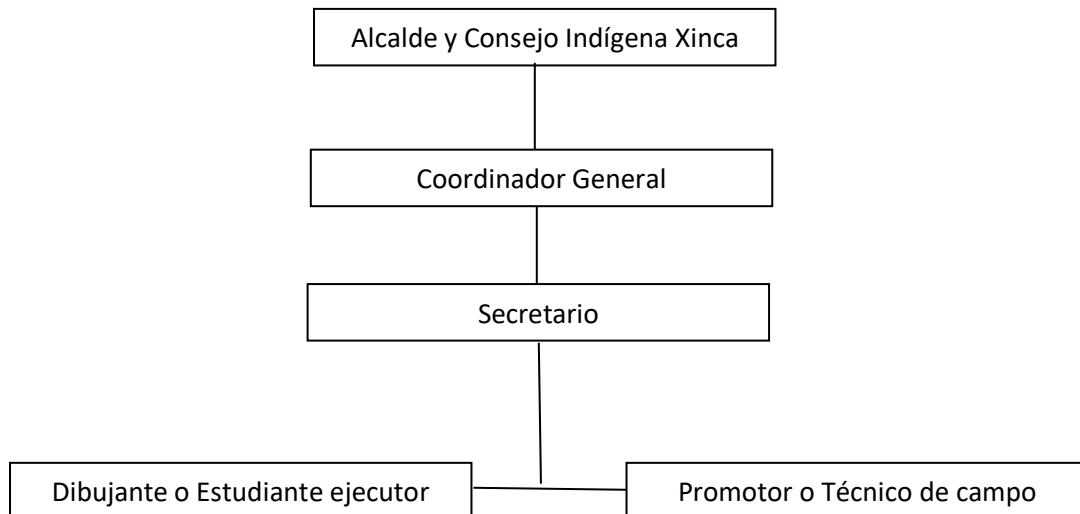 Alcalde y Consejo Indígena Xinca
Coordinador General
Secretario
Dibujante o Estudiante ejecutor
Promotor o Técnico de campo